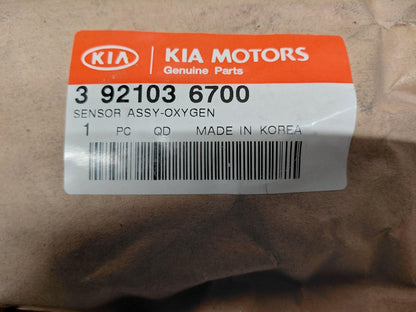 KIA KIA MOTORS
Genuine Parts
3 92103 6700
SENSOR ASSY-OXYGEN
1 PC QD MADE IN KOREA